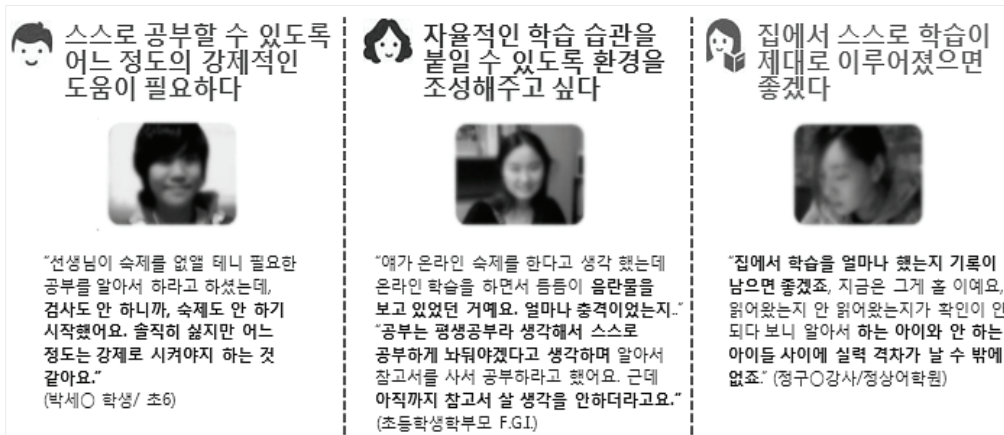 스스로 공부할 수 있도록
어느 정도의 강제적인
도움이 필요하다
"선생님이 숙제를 없앨 테니 필요한
공부를 알아서 하라고 하셨는데,
검사도 안 하니까, 숙제도 안 하기
시작했어요. 솔직히 싫지만 어느
정도는 강제로 시켜야지 하는 것
같아요."
(박세○ 학생/ 초6)
자율적인 학습 습관을
붙일 수 있도록 환경을
조성해주고 싶다
"얘가 온라인 숙제를 한다고 생각 했는데
온라인 학습을 하면서 틈틈이 음란물을
보고 있었던 거예요. 얼마나 충격이었는지.."
"공부는 평생공부라 생각해서 스스로
공부하게 놔둬야겠다고 생각하며 알아서
참고서를 사서 공부하라고 했어요. 근데
아직까지 참고서 살 생각을 안하더라고요."
(초등학생학부모 F.G.I.)
집에서 스스로 학습이
제대로 이루어졌으면
좋겠다
"집에서 학습을 얼마나 했는지 기록이
남으면 좋겠죠, 지금은 그게 홀 이예요,
읽어왔는지 안 읽어왔는지가 확인이 안
되다 보니 알아서 하는 아이와 안 하는
아이들 사이에 실력 격차가 날 수 밖에
없죠." (정구○강사/정상어학원)